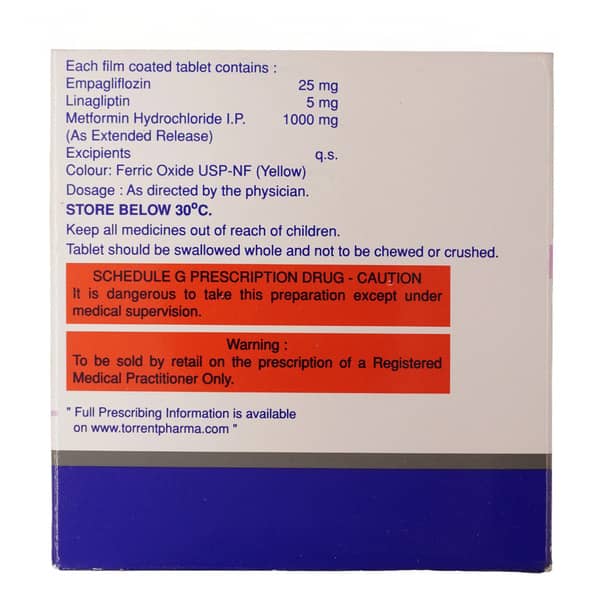 Each film coated tablet contains :
Empagliflozin 25 mg
Linagliptin 5 mg
Metformin Hydrochloride I.P. 1000 mg
(As Extended Release)
Excipients q.s.
Colour: Ferric Oxide USP-NF (Yellow)
Dosage : As directed by the physician.
STORE BELOW 30°C.
Keep all medicines out of reach of children.
Tablet should be swallowed whole and not to be chewed or crushed.
SCHEDULE G PRESCRIPTION DRUG - CAUTION
It is dangerous to take this preparation except under
medical supervision.
Warning :
To be sold by retail on the prescription of a Registered
Medical Practitioner Only.
" Full Prescribing Information is available
on www.torrentpharma.com "